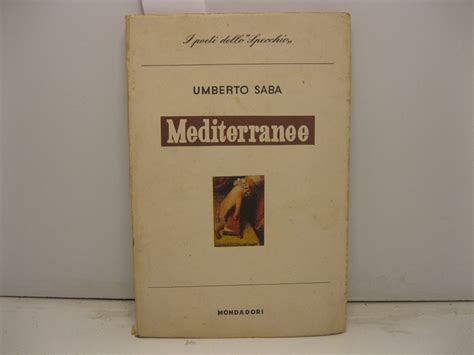 I poeti dello "Specchio"
UMBERTO SABA
Mediterranee
MONDADORI